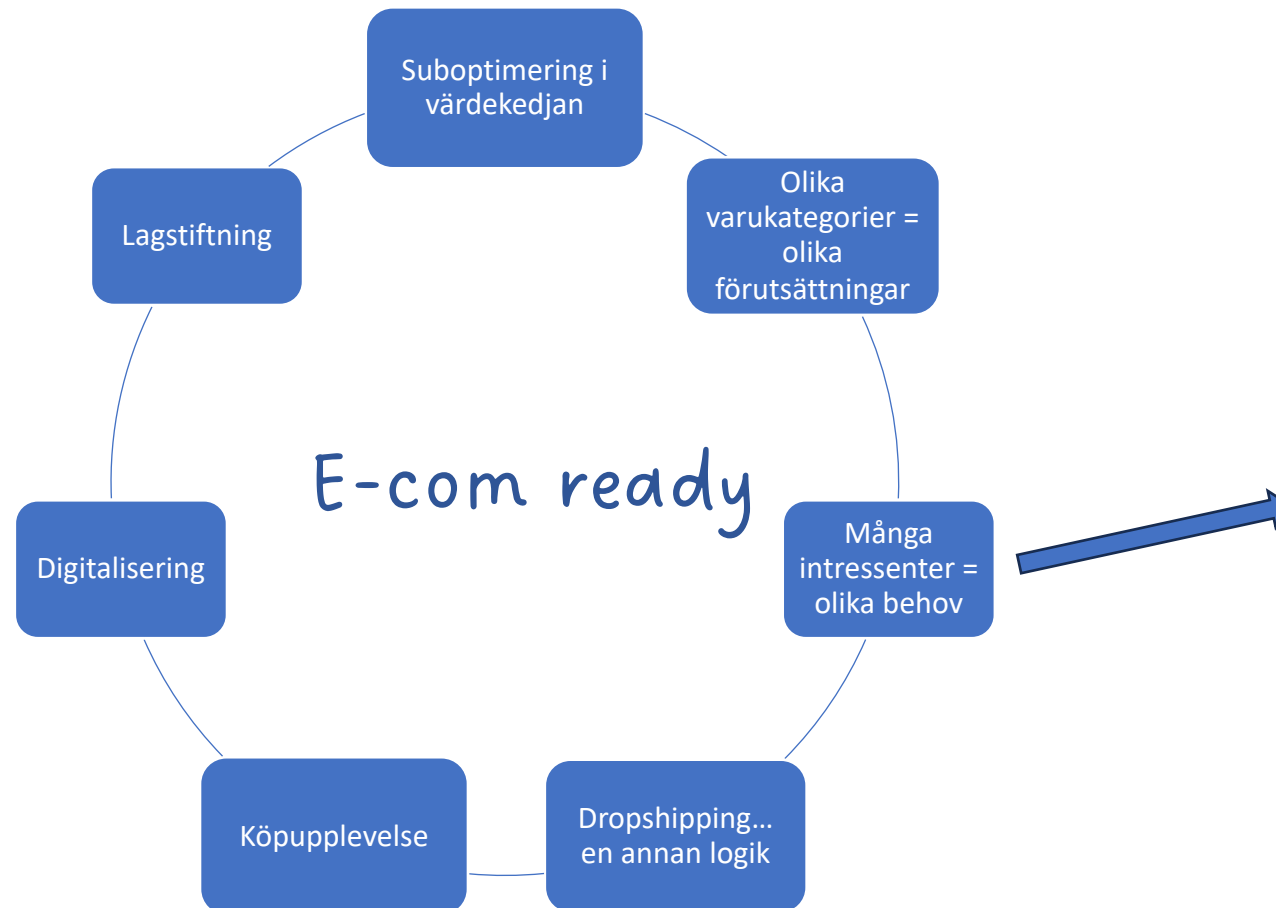 Suboptimering i
värdekedjan
Olika
varukategorier =
olika
förutsättningar
Lagstiftning
E-com ready
Många
intressenter =
olika behov
Digitalisering
Dropshipping...
en annan logik
Köpupplevelse